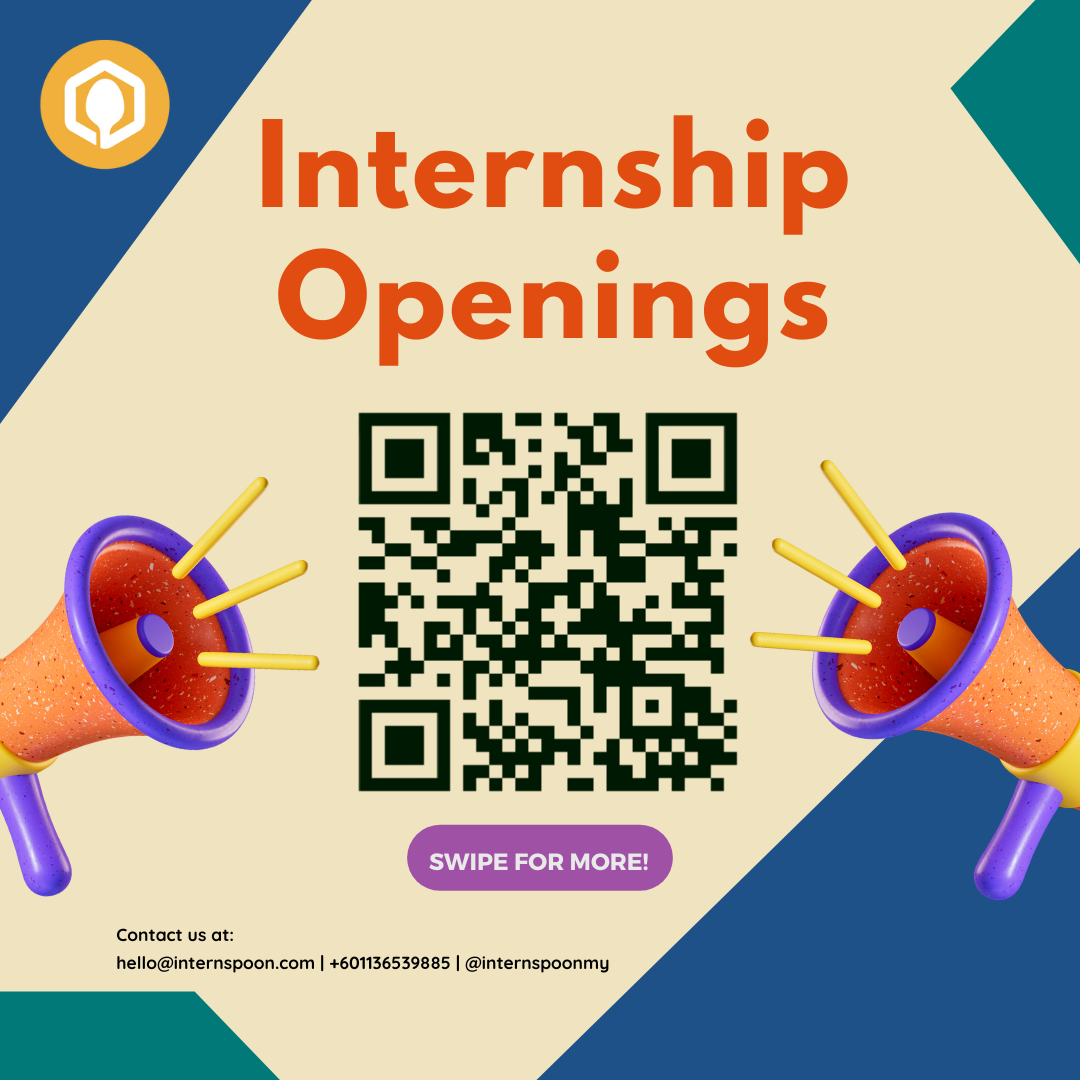 Internship
Openings
SWIPE FOR MORE!
Contact us at:
hello@internspoon.com | +601136539885 | @internspoonmy